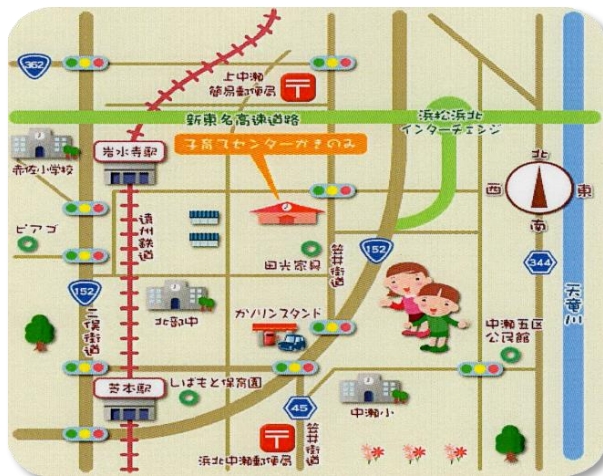 362
上中瀬
簡易郵便局
新東名高速道路
浜松浜北
インターチェンジ
子育てセンターかきのみ
岩水寺駅
赤佐小学校
北
西
東
南
ピアゴ
遠州鉄道
田光家具
笠井街道
152
344
天竜川
152
二俣街道
北部中
ガソリンスタンド
中瀬五区
公民館
芝本駅
しばもと保育園
45
笠井街道
中瀬小
浜北中瀬郵便局